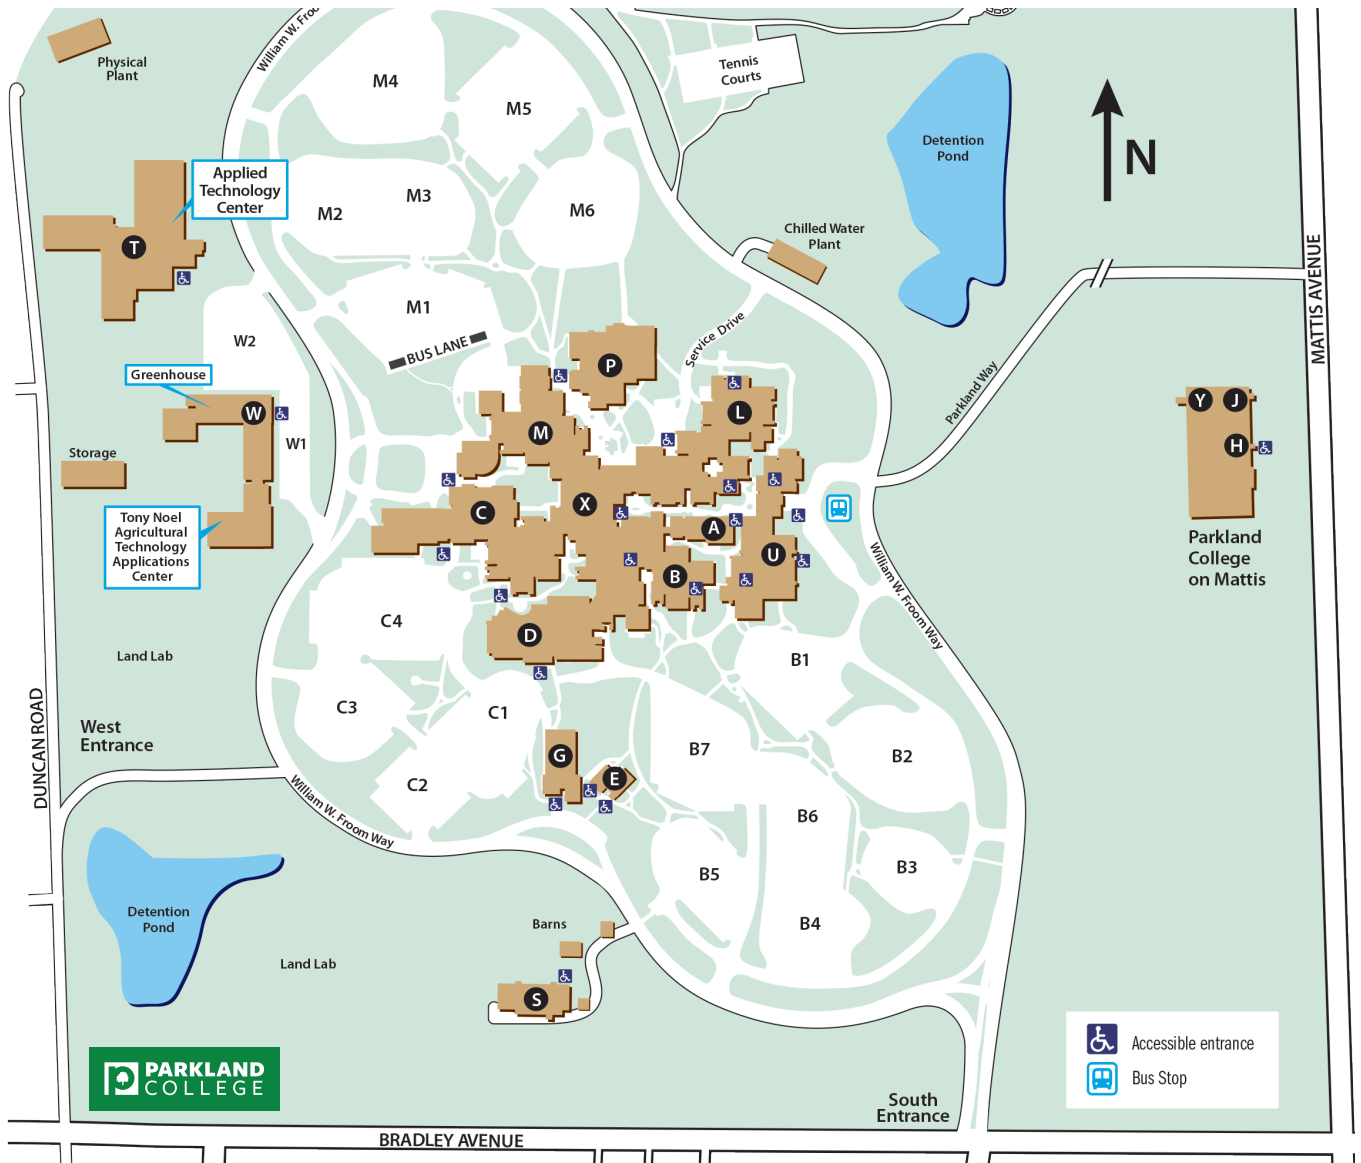 Physical
Plant
William W. Froo
M4
M5
Tennis
Courts
Detention
Pond
N
Applied
Technology
Center
T
M2
M3
M6
Chilled Water
Plant
MATTIS AVENUE
M1
BUS LANE
W2
Service Drive
Parkland Way
Greenhouse
W
W1
P
L
M
Y
J
H
Storage
X
C
A
U
B
Tony Noel
Agricultural
Technology
Applications
Center
Parkland
College
on Mattis
William W. Froom Way
C4
D
B1
Land Lab
DUNCAN ROAD
West
Entrance
C3
C1
C2
G
E
B7
B2
B6
William W. Froom Way
B5
B3
B4
Detention
Pond
Barns
Land Lab
S
PARKLAND
COLLEGE
Accessible entrance
Bus Stop
South
Entrance
BRADLEY AVENUE